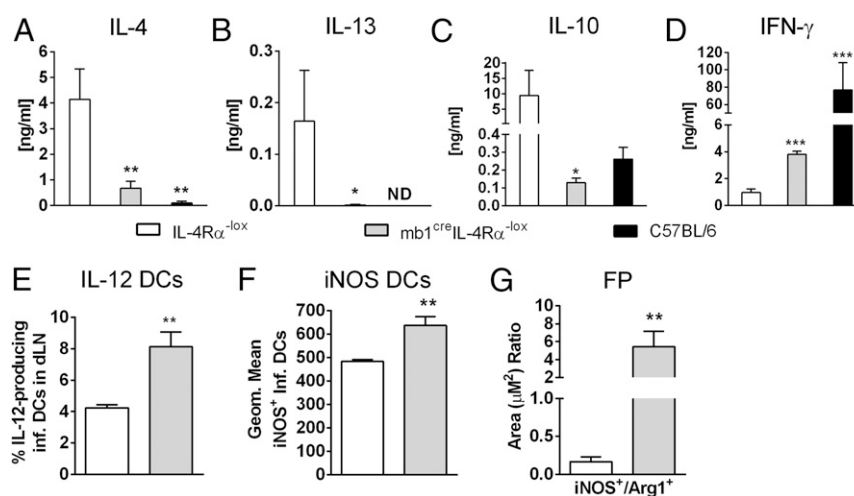 A IL-4
[ng/ml]
6
5
4
3
2
1
0
**
**
B IL-13
[ng/ml]
0.3
0.2
0.1
0.0
*
ND
C IL-10
[ng/ml]
20
15
10
5
0.4
0.3
0.2
0.1
0.0
*
D IFN-γ
[ng/ml]
120
100
80
60
40
6
4
2
0
***
***
IL-4Rα-lox
mb1creIL-4Rα-lox
C57BL/6
E IL-12 DCs
% IL-12-producing
inf. DCs in dLN
10
8
6
4
2
0
**
F iNOS DCs
Geom. Mean
iNOS+ Inf. DCs
700
600
500
400
300
200
100
0
**
G FP
Area (μM2) Ratio
10
8
6
4
2
1.0
0.5
0.0
**
iNOS+/Arg1+